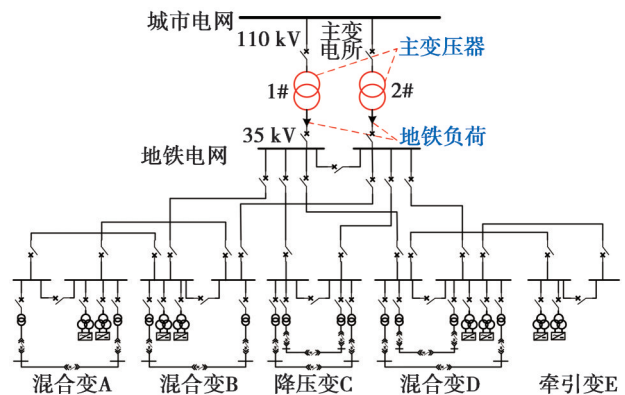 城市电网
110 kV
主变
电所
主变压器
1#
2#
35 kV
地铁负荷
地铁电网
混合变A
混合变B
降压变C
混合变D
牵引变E